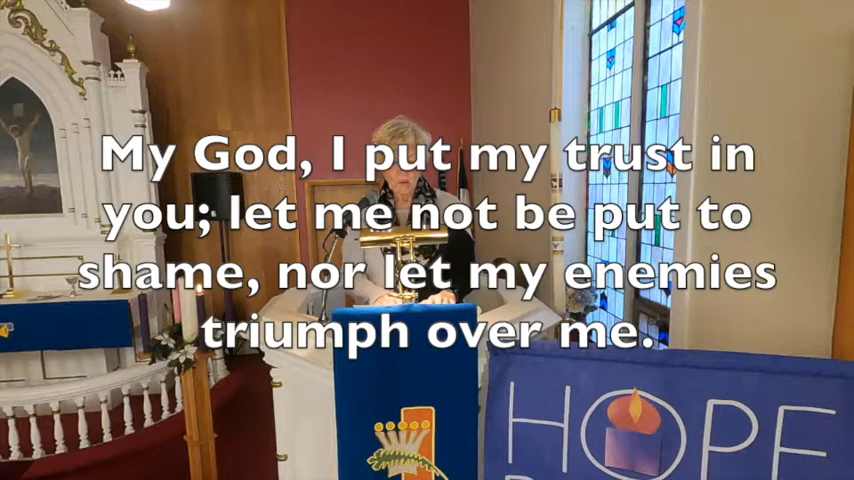 My God, I put my trust in
you; let me not be put to
shame, nor let my enemies
triumph over me.
HOPE